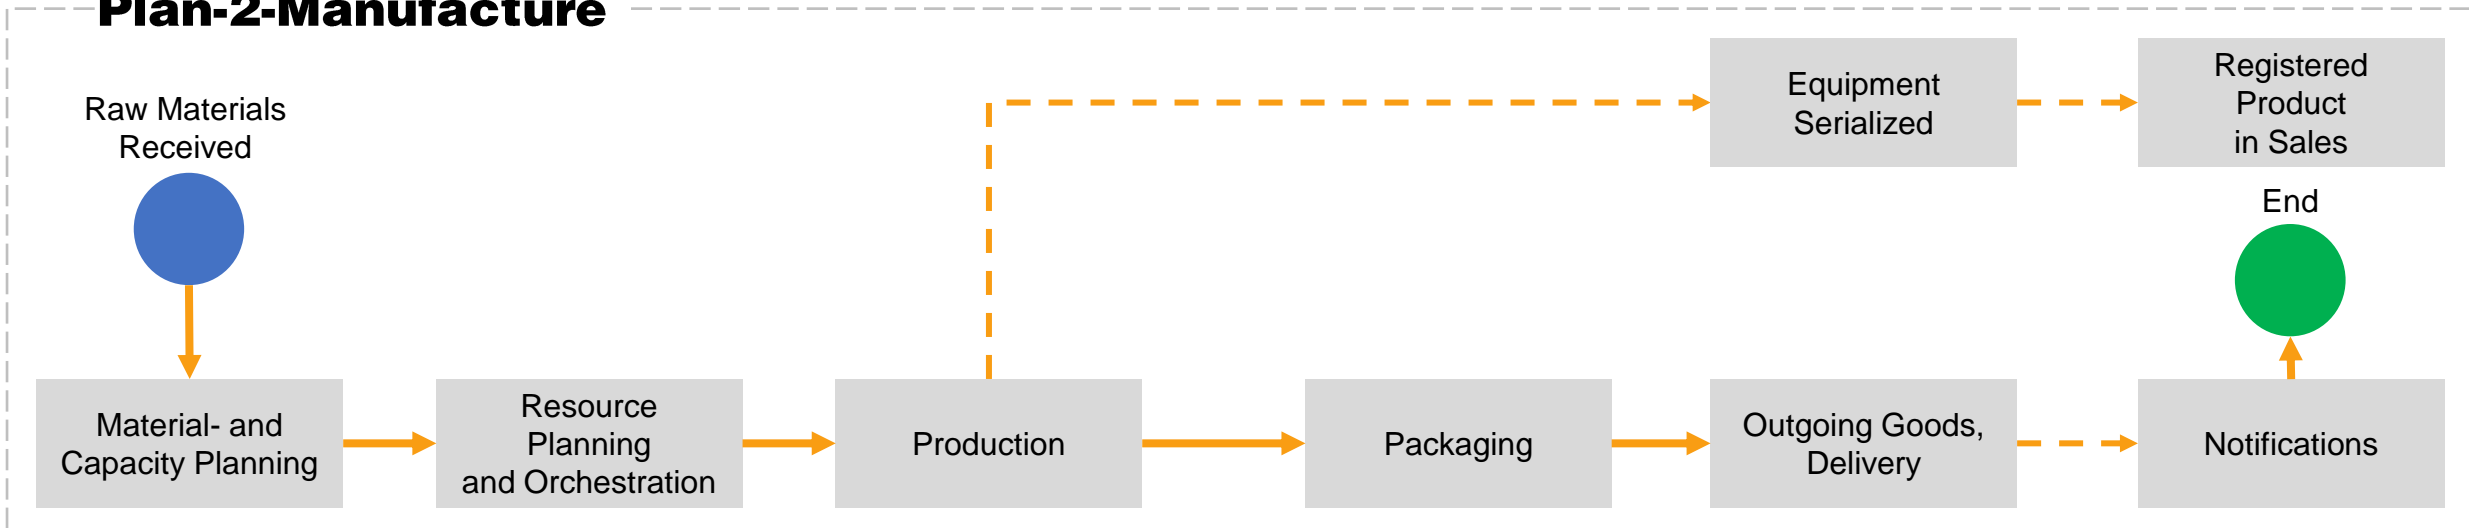 Plan-2-Manufacture
Raw Materials
Received
Equipment
Serialized
Registered
Product
in Sales
End
Material- and
Capacity Planning
Resource
Planning
and Orchestration
Production
Packaging
Outgoing Goods,
Delivery
Notifications